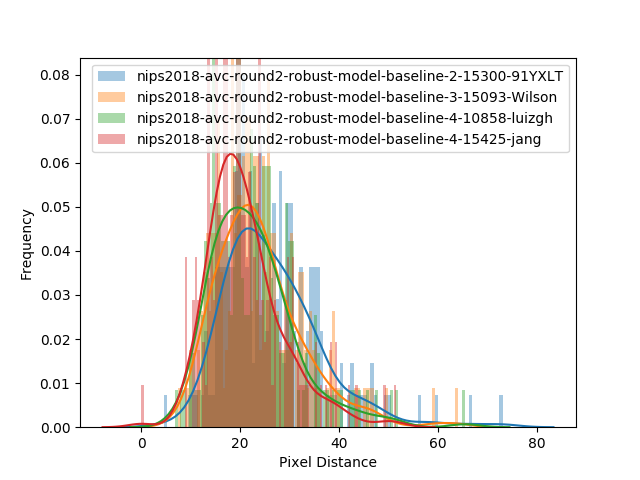 0.08
0.07
0.06
0.05
0.04
0.03
0.02
0.01
0.00
Frequency
nips2018-avc-round2-robust-model-baseline-2-15300-91YXLT
nips2018-avc-round2-robust-model-baseline-3-15093-Wilson
nips2018-avc-round2-robust-model-baseline-4-10858-luizgh
nips2018-avc-round2-robust-model-baseline-4-15425-jang
0 20 40 60 80
Pixel Distance